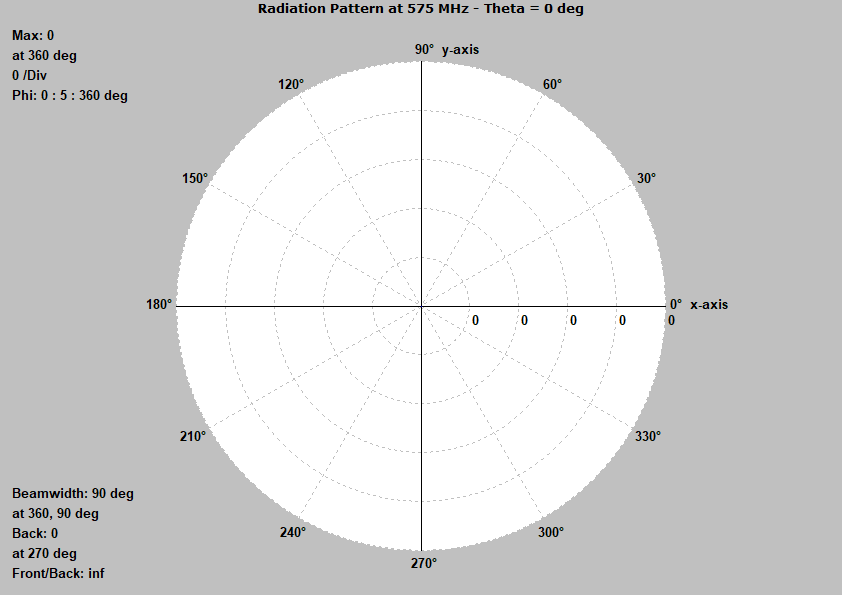 Radiation Pattern at 575 MHz - Theta = 0 deg
Max: 0
at 360 deg
0 /Div
Phi: 0 : 5 : 360 deg
90° y-axis
120°
60°
150°
30°
180°
0° x-axis
0 0 0 0 0
210°
330°
240°
300°
270°
Beamwidth: 90 deg
at 360, 90 deg
Back: 0
at 270 deg
Front/Back: inf